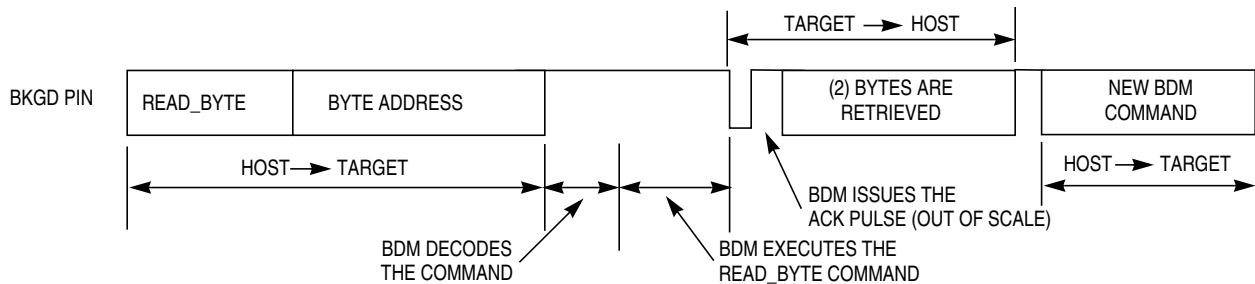 TARGET → HOST
BKGD PIN
READ_BYTE
BYTE ADDRESS
(2) BYTES ARE
RETRIEVED
NEW BDM
COMMAND
HOST → TARGET
HOST → TARGET
BDM ISSUES THE
ACK PULSE (OUT OF SCALE)
BDM DECODES
THE COMMAND
BDM EXECUTES THE
READ_BYTE COMMAND